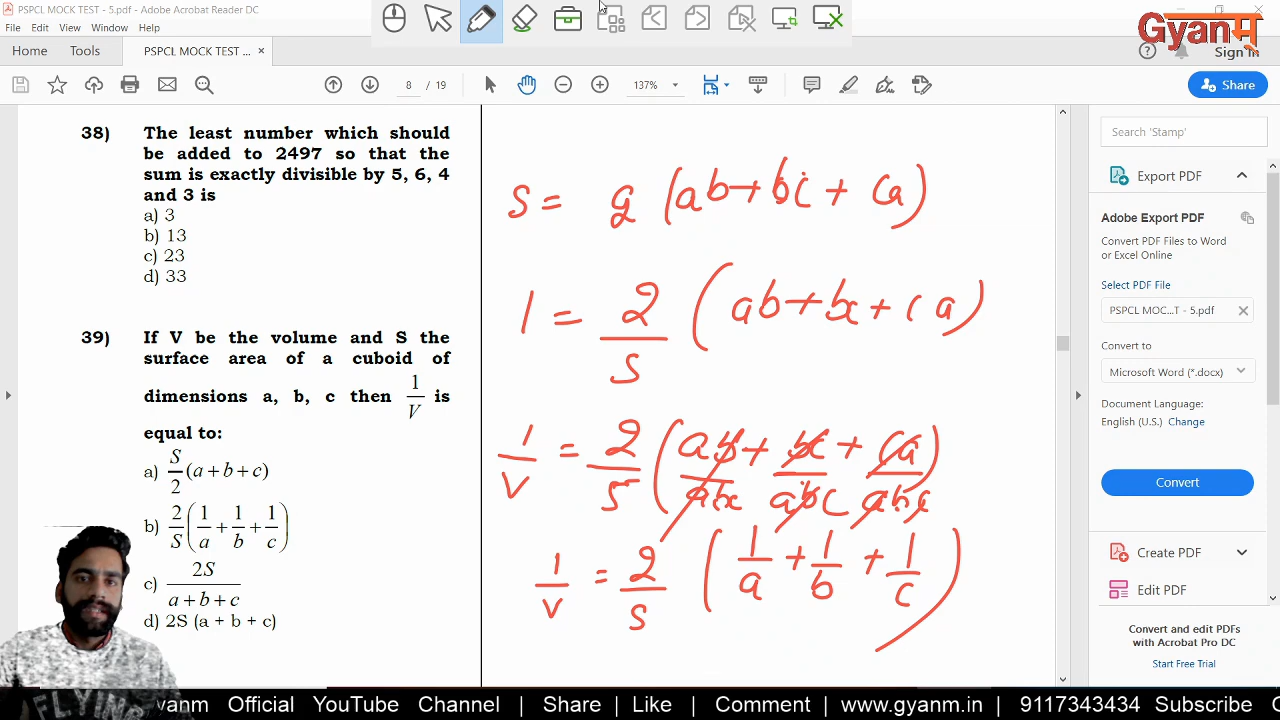 PSPCL MOCK TEST - 5.pdf - Adobe Acrobat Reader DC
File Edit View Window Help
Home Tools PSPCL MOCK TEST ... ×
Gyanम्
Sign In
8 / 19
137%
Share
38) The least number which should
be added to 2497 so that the
sum is exactly divisible by 5, 6, 4
and 3 is
a) 3
b) 13
c) 23
d) 33
39) If V be the volume and S the
surface area of a cuboid of
dimensions a, b, c then 1/V is
equal to:
a) S/2 (a+b+c)
b) 2/S (1/a + 1/b + 1/c)
c) 2S/(a+b+c)
d) 2S (a + b + c)
S = 2 (ab+bc + ca)
1 = 2/S (ab+bc+ca)
1/V = 2/S (ab/abc + bc/abc + ca/abc)
1/V = 2/S (1/a + 1/b + 1/c)
Search 'Stamp'
Export PDF
Adobe Export PDF
Convert PDF Files to Word
or Excel Online
Select PDF File
PSPCL MOC...T - 5.pdf
Convert to
Microsoft Word (*.docx)
Document Language:
English (U.S.) Change
Convert
Create PDF
Edit PDF
Convert and edit PDFs
with Acrobat Pro DC
Start Free Trial
FLYING
yanm Official YouTube Channel | Share | Like | Comment | www.gyanm.in | 9117343434 Subscribe